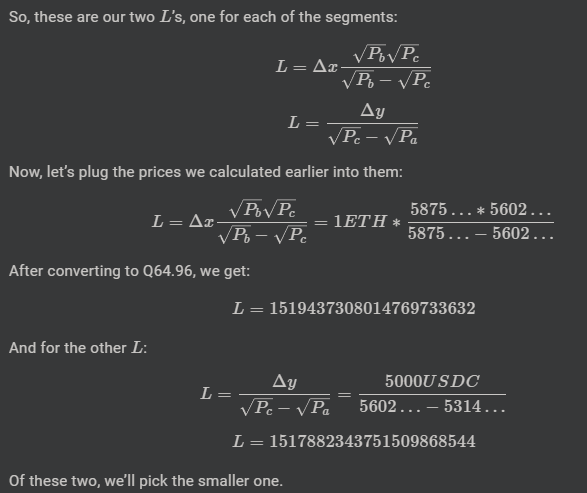 So, these are our two L's, one for each of the segments:
L = Δx √P_b√P_c / (√P_b − √P_c)
L = Δy / (√P_c − √P_a)
Now, let's plug the prices we calculated earlier into them:
L = Δx √P_b√P_c / (√P_b − √P_c) = 1ETH * (5875... * 5602...) / (5875... − 5602...)
After converting to Q64.96, we get:
L = 1519437308014769733632
And for the other L:
L = Δy / (√P_c − √P_a) = 5000USDC / (5602... − 5314...)
L = 1517882343751509868544
Of these two, we'll pick the smaller one.